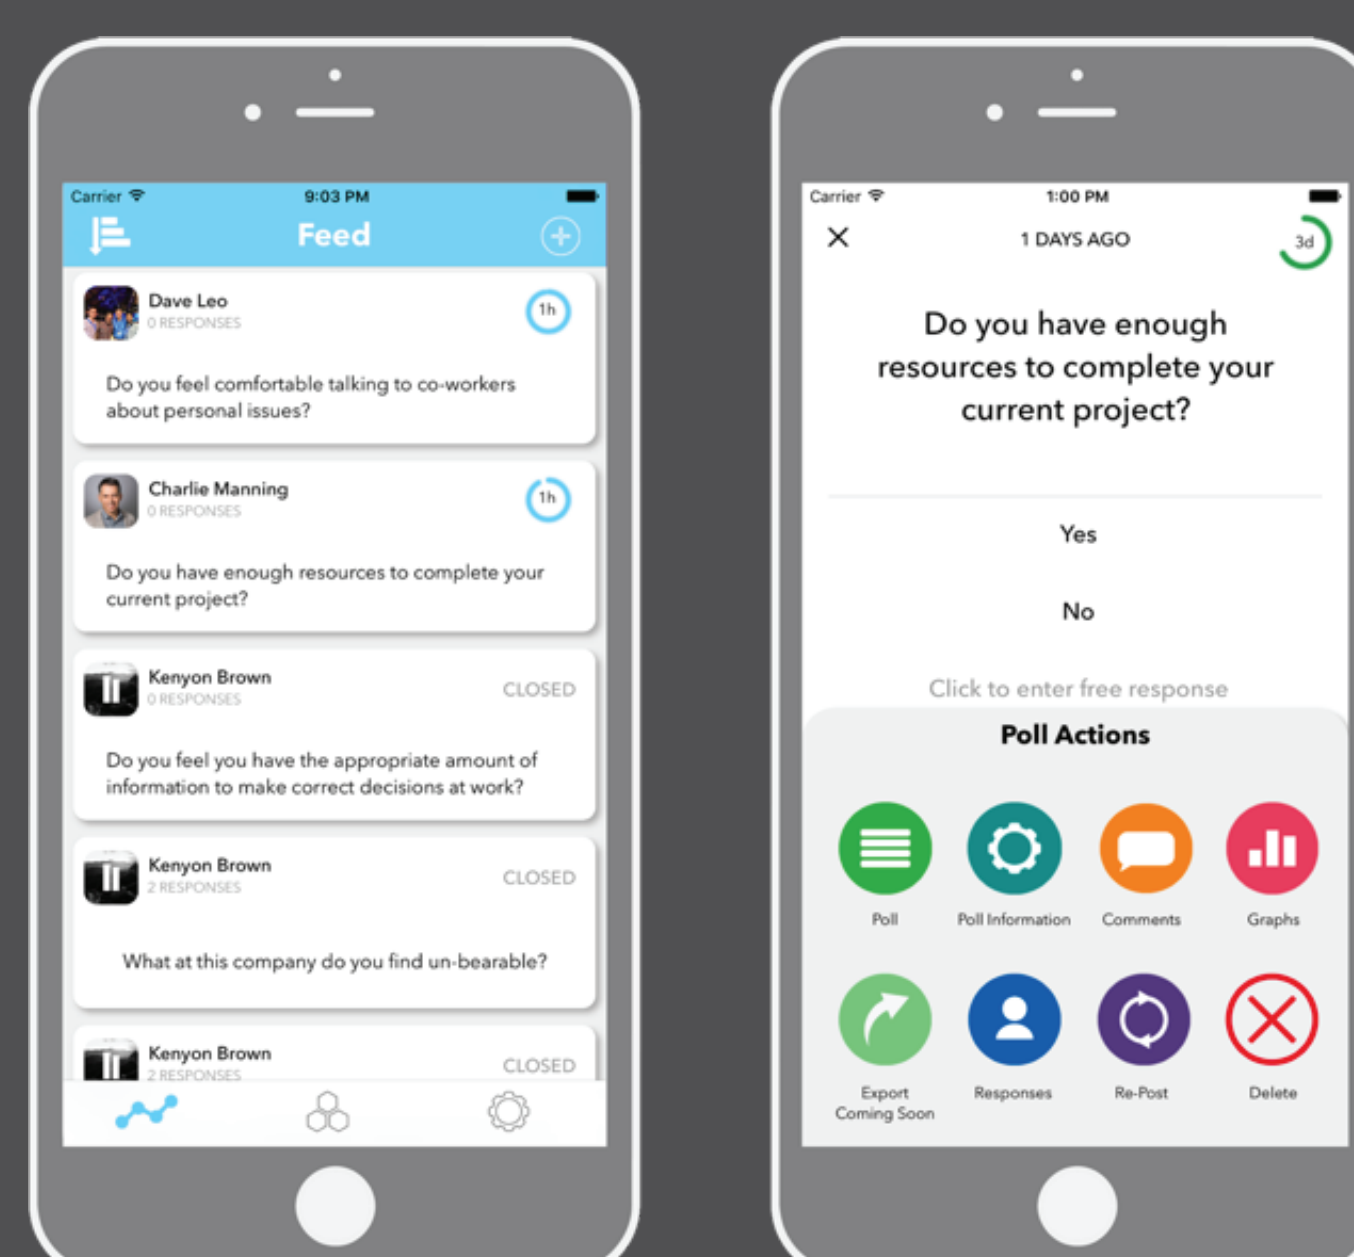 Carrier 9:03 PM
Feed
Dave Leo
0 RESPONSES
1h
Do you feel comfortable talking to co-workers
about personal issues?
Charlie Manning
0 RESPONSES
1h
Do you have enough resources to complete your
current project?
Kenyon Brown
0 RESPONSES
CLOSED
Do you feel you have the appropriate amount of
information to make correct decisions at work?
Kenyon Brown
2 RESPONSES
CLOSED
What at this company do you find un-bearable?
Kenyon Brown
2 RESPONSES
CLOSED
Carrier 1:00 PM
1 DAYS AGO
3d
Do you have enough
resources to complete your
current project?
Yes
No
Click to enter free response
Poll Actions
Poll
Poll Information
Comments
Graphs
Export
Coming Soon
Responses
Re-Post
Delete